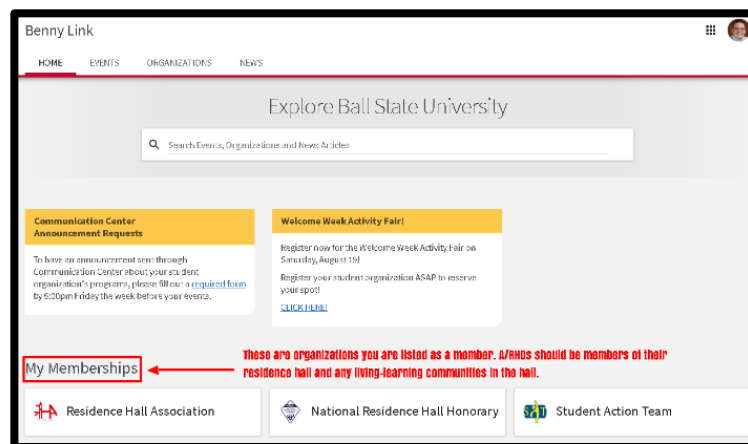 Benny Link
HOME EVENTS ORGANIZATIONS NEWS
Explore Ball State University
Search Events, Organizations and News Articles
Communication Center
Announcement Requests
To have an announcement sent through
Communication Center about your student
organization's programs, please fill out a required form
by 5:00pm Friday the week before your events.
Welcome Week Activity Fair!
Register now for the Welcome Week Activity Fair on
Saturday, August 19!
Register your student organization ASAP to reserve
your spot!
CLICK HERE!
My Memberships
These are organizations you are listed as a member. A/RHDs should be members of their
residence hall and any living-learning communities in the hall.
Residence Hall Association
National Residence Hall Honorary
Student Action Team